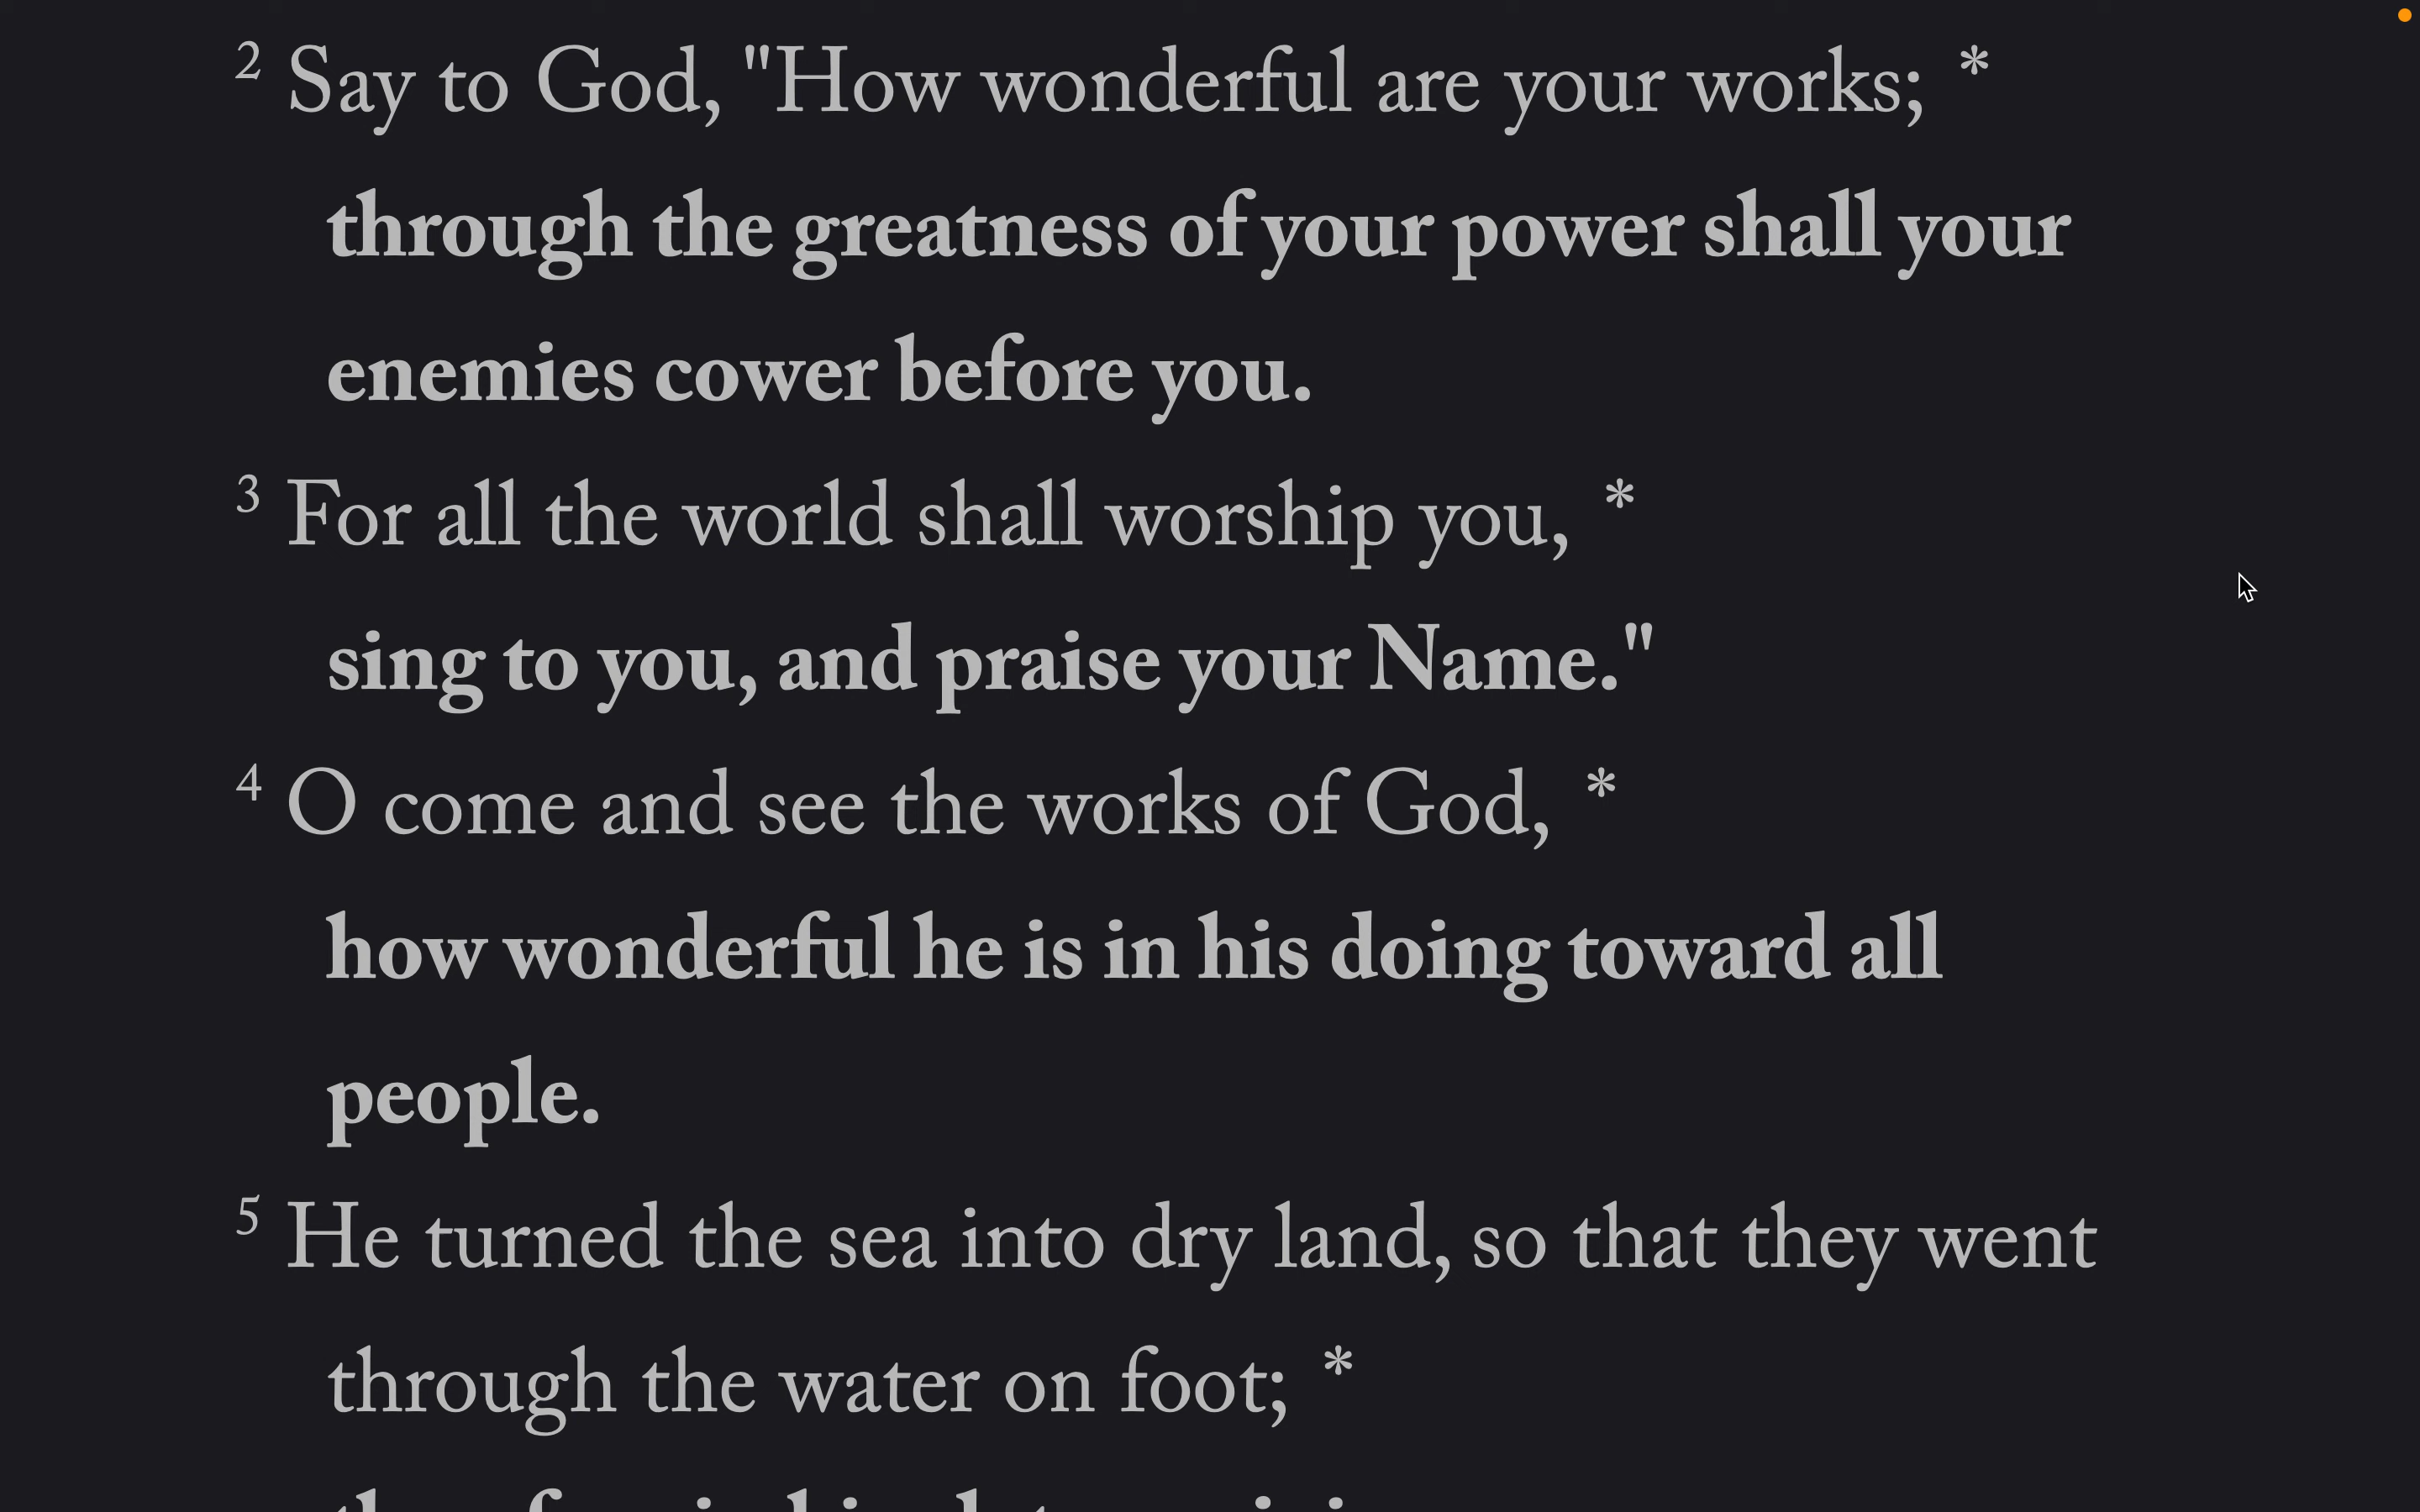 2 Say to God, "How wonderful are your works; *
through the greatness of your power shall your
enemies cover before you.
3 For all the world shall worship you, *
sing to you, and praise your Name."
4 O come and see the works of God, *
how wonderful he is in his doing toward all
people.
5 He turned the sea into dry land, so that they went
through the water on foot; *